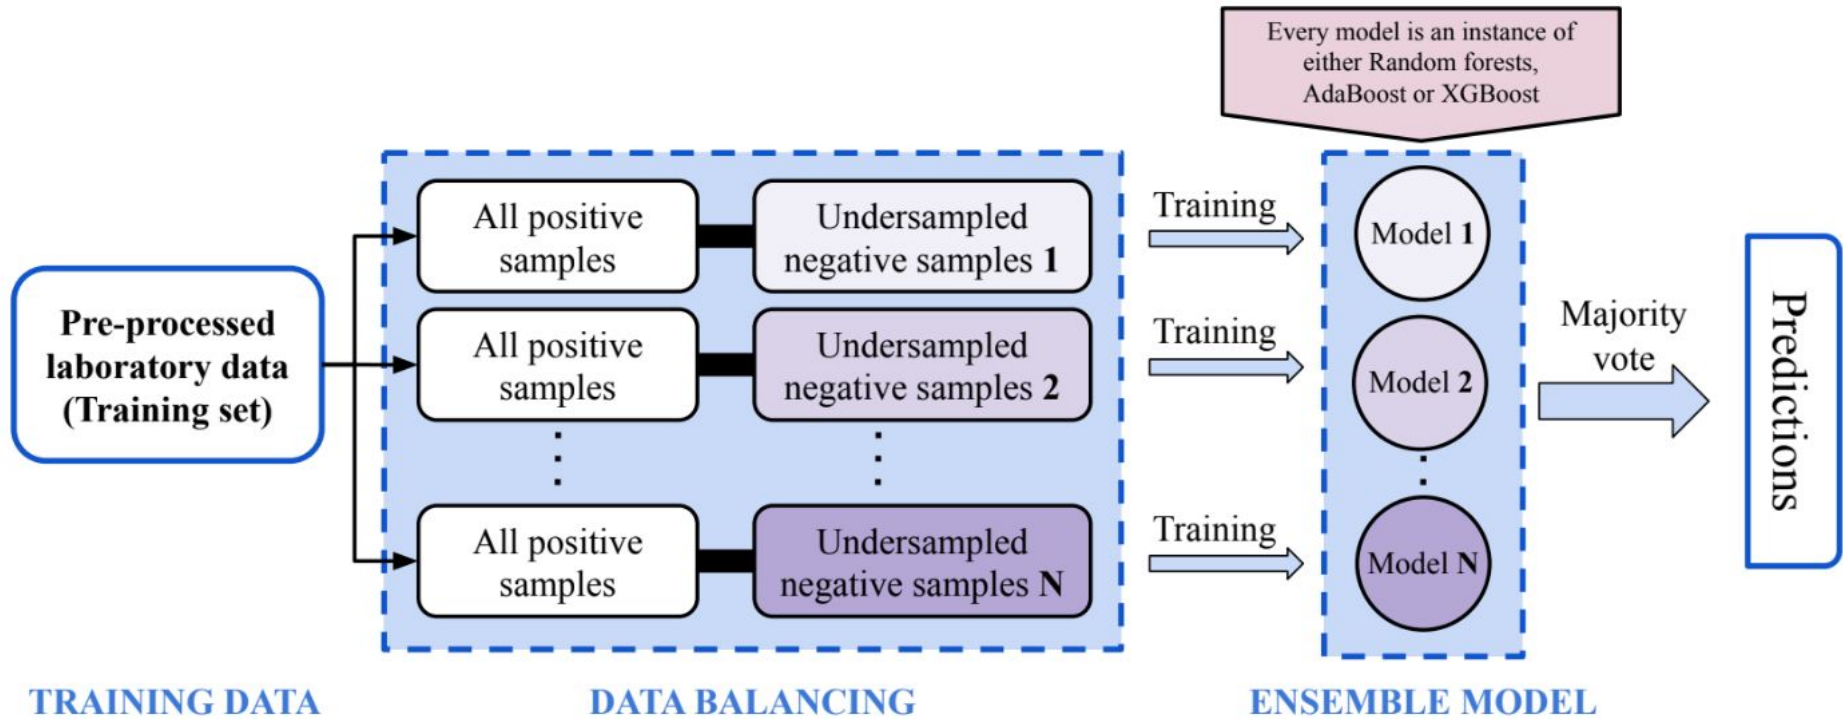 Every model is an instance of
either Random forests,
AdaBoost or XGBoost
Pre-processed
laboratory data
(Training set)
All positive
samples
Undersampled
negative samples 1
Training
Model 1
All positive
samples
Undersampled
negative samples 2
Training
Model 2
All positive
samples
Undersampled
negative samples N
Training
Model N
Majority
vote
Predictions
TRAINING DATA
DATA BALANCING
ENSEMBLE MODEL